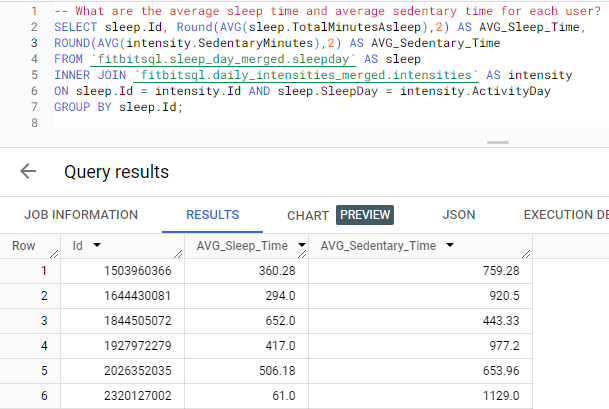 1 -- What are the average sleep time and average sedentary time for each user?
2 SELECT sleep.Id, Round(AVG(sleep.TotalMinutesAsleep),2) AS AVG_Sleep_Time,
3 ROUND(AVG(intensity.SedentaryMinutes),2) AS AVG_Sedentary_Time
4 FROM `fitbitsql.sleep_day_merged.sleepday` AS sleep
5 INNER JOIN `fitbitsql.daily_intensities_merged.intensities` AS intensity
6 ON sleep.Id = intensity.Id AND sleep.SleepDay = intensity.ActivityDay
7 GROUP BY sleep.Id;
8
Query results
JOB INFORMATION RESULTS CHART PREVIEW JSON EXECUTION DE
Row Id AVG_Sleep_Time AVG_Sedentary_Time
1 1503960366 360.28 759.28
2 1644430081 294.0 920.5
3 1844505072 652.0 443.33
4 1927972279 417.0 977.2
5 2026352035 506.18 653.96
6 2320127002 61.0 1129.0